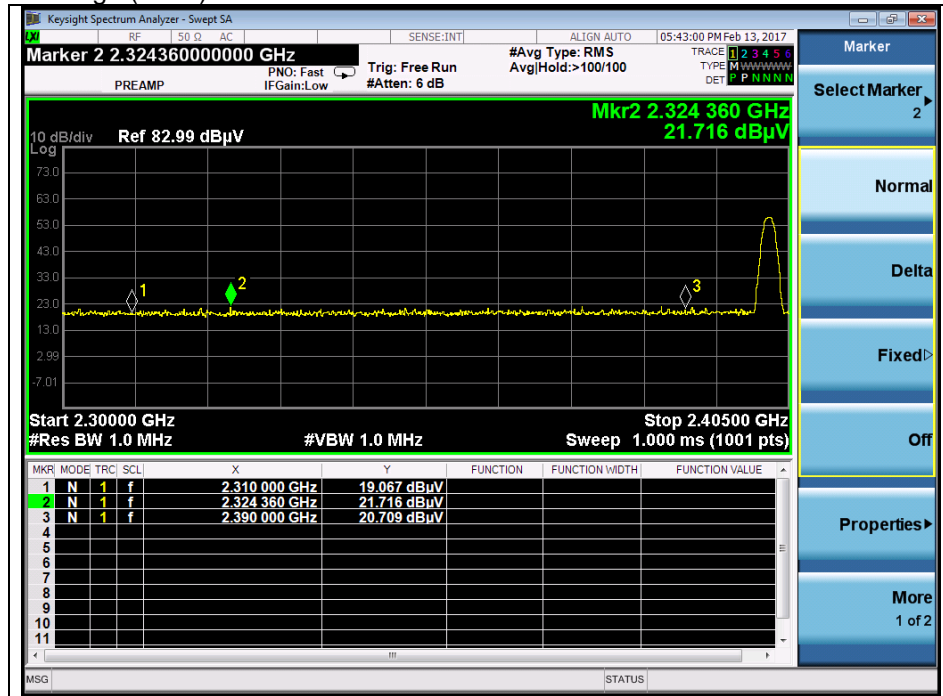 Keysight Spectrum Analyzer - Swept SA
LXI RF 50 Ω AC SENSE:INT ALIGN AUTO 05:43:00 PM Feb 13, 2017
Marker 2 2.324360000000 GHz
PREAMP
PNO: Fast
IFGain:Low
Trig: Free Run
#Atten: 6 dB
#Avg Type: RMS
Avg|Hold:>100/100
TRACE 1 2 3 4 5 6
TYPE M WWWWW
DET P P N N N N
Mkr2 2.324 360 GHz
21.716 dBµV
10 dB/div Ref 82.99 dBµV
Log
73.0
63.0
53.0
43.0
33.0
23.0
13.0
2.99
-7.01
1
2
3
Start 2.30000 GHz Stop 2.40500 GHz
#Res BW 1.0 MHz #VBW 1.0 MHz Sweep 1.000 ms (1001 pts)
MKR MODE TRC SCL X Y FUNCTION FUNCTION WIDTH FUNCTION VALUE
1 N 1 f 2.310 000 GHz 19.067 dBµV
2 N 1 f 2.324 360 GHz 21.716 dBµV
3 N 1 f 2.390 000 GHz 20.709 dBµV
4
5
6
7
8
9
10
11
MSG STATUS
Marker
Select Marker
2
Normal
Delta
Fixed
Off
Properties
More
1 of 2